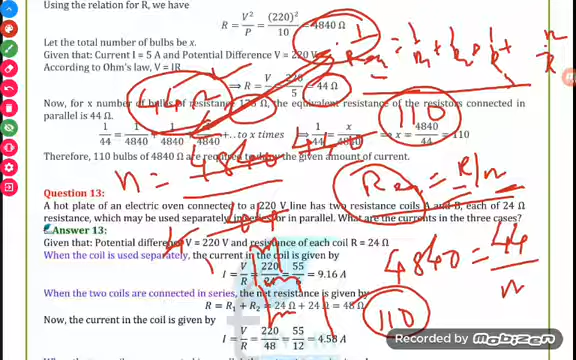 Using the relation for R, we have
R = V²/P = (220)²/10 = 4840 Ω
Let the total number of bulbs be x.
Given that: Current I = 5 A and Potential Difference V = 220 V
According to Ohm's law, V = IR
⇒ R = V/ = 220/5 = 44 Ω
44 Ω
Now, for x number of bulbs of resistance the equivalent resistance of the resistors connected in
parallel is 44 Ω.
110
1/44 = 1/4840 + 1/4840 + 1/4840 +.. to x times ⇒ 1/44 = x/4840 ⇒ x = 4840/44 = 110
Therefore, 110 bulbs of 4840 Ω are required to draw the given amount of current.
n = 4840
R = R/n
Question 13:
A hot plate of an electric oven connected to a 220 V line has two resistance coils A and B, each of 24 Ω
resistance, which may be used separately, in series, or in parallel. What are the currents in the three cases?
Answer 13:
Given that: Potential difference V = 220 V and resistance of each coil R = 24 Ω
4840 = 44/n
When the coil is used separately, the current in the coil is given by
I = V/R = 220/ = 55/6 = 9.16 A
When the two coils are connected in series, the net resistance is given by
110
R = R₁ + R₂ = 24 Ω + 24 Ω = 48 Ω
Now, the current in the coil is given by
I = V/R = 220/48 = 55/12 = 4.58 A
RECORDED WITH
Mobizen